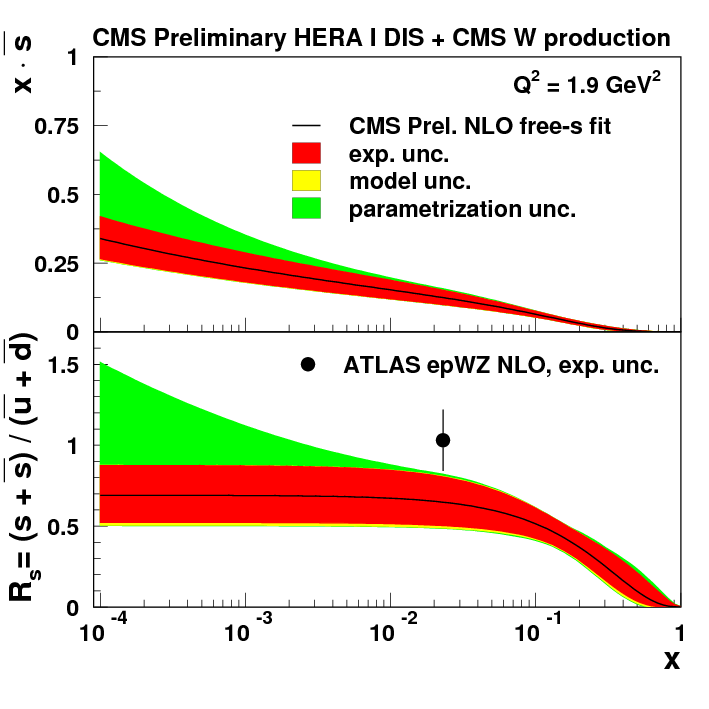 CMS Preliminary HERA I DIS + CMS W production
x · s̅
1
0.75
0.5
0.25
0
Q² = 1.9 GeV²
CMS Prel. NLO free-s fit
exp. unc.
model unc.
parametrization unc.
Rₛ= (s + s̅) / (u̅ + d̅)
1.5
1
0.5
0
ATLAS epWZ NLO, exp. unc.
10⁻⁴ 10⁻³ 10⁻² 10⁻¹ 1
x